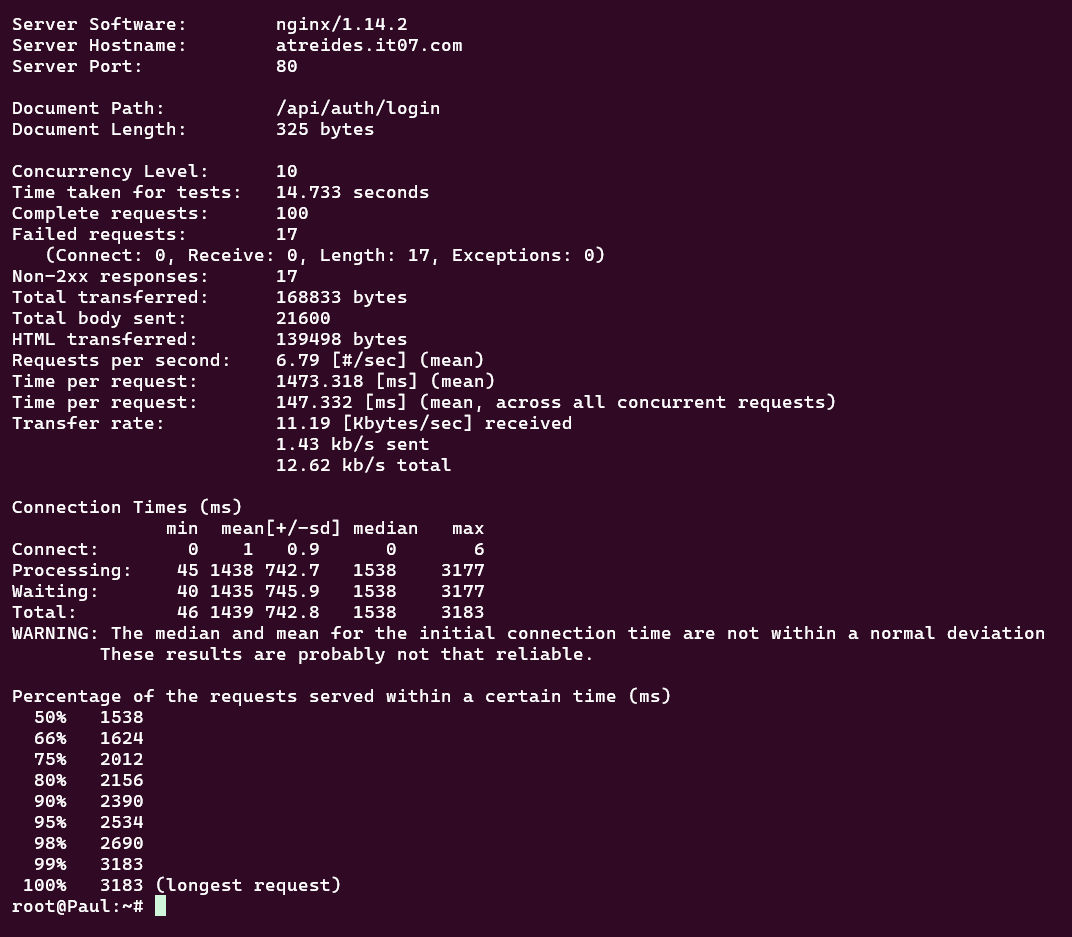 Server Software:        nginx/1.14.2
Server Hostname:        atreides.it07.com
Server Port:            80

Document Path:          /api/auth/login
Document Length:        325 bytes

Concurrency Level:      10
Time taken for tests:   14.733 seconds
Complete requests:      100
Failed requests:        17
   (Connect: 0, Receive: 0, Length: 17, Exceptions: 0)
Non-2xx responses:      17
Total transferred:      168833 bytes
Total body sent:        21600
HTML transferred:       139498 bytes
Requests per second:    6.79 [#/sec] (mean)
Time per request:       1473.318 [ms] (mean)
Time per request:       147.332 [ms] (mean, across all concurrent requests)
Transfer rate:          11.19 [Kbytes/sec] received
                        1.43 kb/s sent
                        12.62 kb/s total

Connection Times (ms)
              min  mean[+/-sd] median   max
Connect:        0    1   0.9      0       6
Processing:    45 1438 742.7   1538    3177
Waiting:       40 1435 745.9   1538    3177
Total:         46 1439 742.8   1538    3183
WARNING: The median and mean for the initial connection time are not within a normal deviation
        These results are probably not that reliable.

Percentage of the requests served within a certain time (ms)
  50%   1538
  66%   1624
  75%   2012
  80%   2156
  90%   2390
  95%   2534
  98%   2690
  99%   3183
 100%   3183 (longest request)
root@Paul:~#